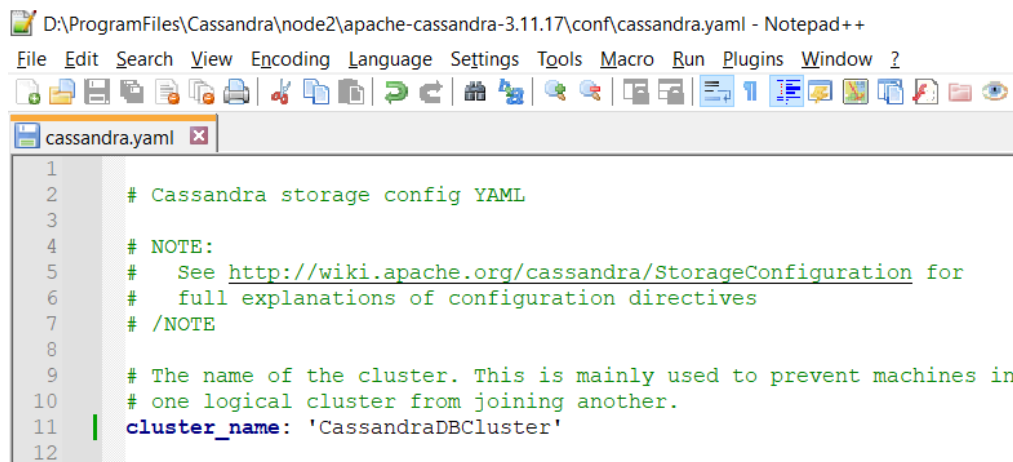 D:\ProgramFiles\Cassandra\node2\apache-cassandra-3.11.17\conf\cassandra.yaml - Notepad++
File Edit Search View Encoding Language Settings Tools Macro Run Plugins Window ?
cassandra.yaml
1
2 # Cassandra storage config YAML
3
4 # NOTE:
5 #   See http://wiki.apache.org/cassandra/StorageConfiguration for
6 #   full explanations of configuration directives
7 # /NOTE
8
9 # The name of the cluster. This is mainly used to prevent machines in
10 # one logical cluster from joining another.
11 cluster_name: 'CassandraDBCluster'
12